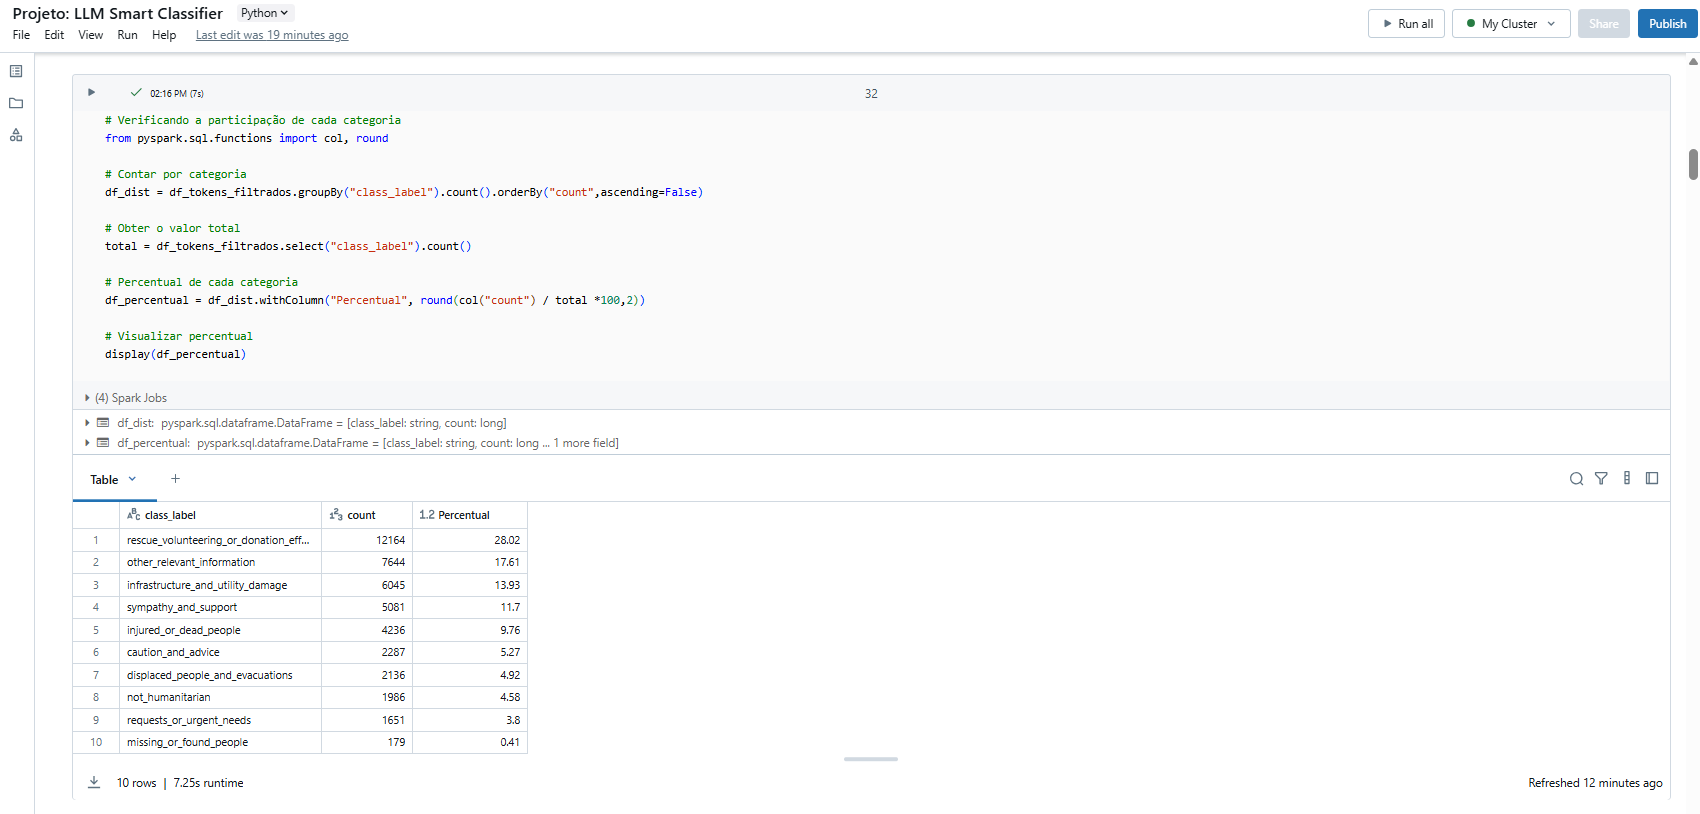 Projeto: LLM Smart Classifier Python
File Edit View Run Help Last edit was 19 minutes ago
Run all My Cluster Share Publish
02:16 PM (7s) 32
# Verificando a participação de cada categoria
from pyspark.sql.functions import col, round
# Contar por categoria
df_dist = df_tokens_filtrados.groupBy("class_label").count().orderBy("count",ascending=False)
# Obter o valor total
total = df_tokens_filtrados.select("class_label").count()
# Percentual de cada categoria
df_percentual = df_dist.withColumn("Percentual", round(col("count") / total *100,2))
# Visualizar percentual
display(df_percentual)
(4) Spark Jobs
df_dist: pyspark.sql.dataframe.DataFrame = [class_label: string, count: long]
df_percentual: pyspark.sql.dataframe.DataFrame = [class_label: string, count: long ... 1 more field]
Table +
class_label count 1.2 Percentual
1 rescue_volunteering_or_donation_eff... 12164 28.02
2 other_relevant_information 7644 17.61
3 infrastructure_and_utility_damage 6045 13.93
4 sympathy_and_support 5081 11.7
5 injured_or_dead_people 4236 9.76
6 caution_and_advice 2287 5.27
7 displaced_people_and_evacuations 2136 4.92
8 not_humanitarian 1986 4.58
9 requests_or_urgent_needs 1651 3.8
10 missing_or_found_people 179 0.41
10 rows | 7.25s runtime
Refreshed 12 minutes ago